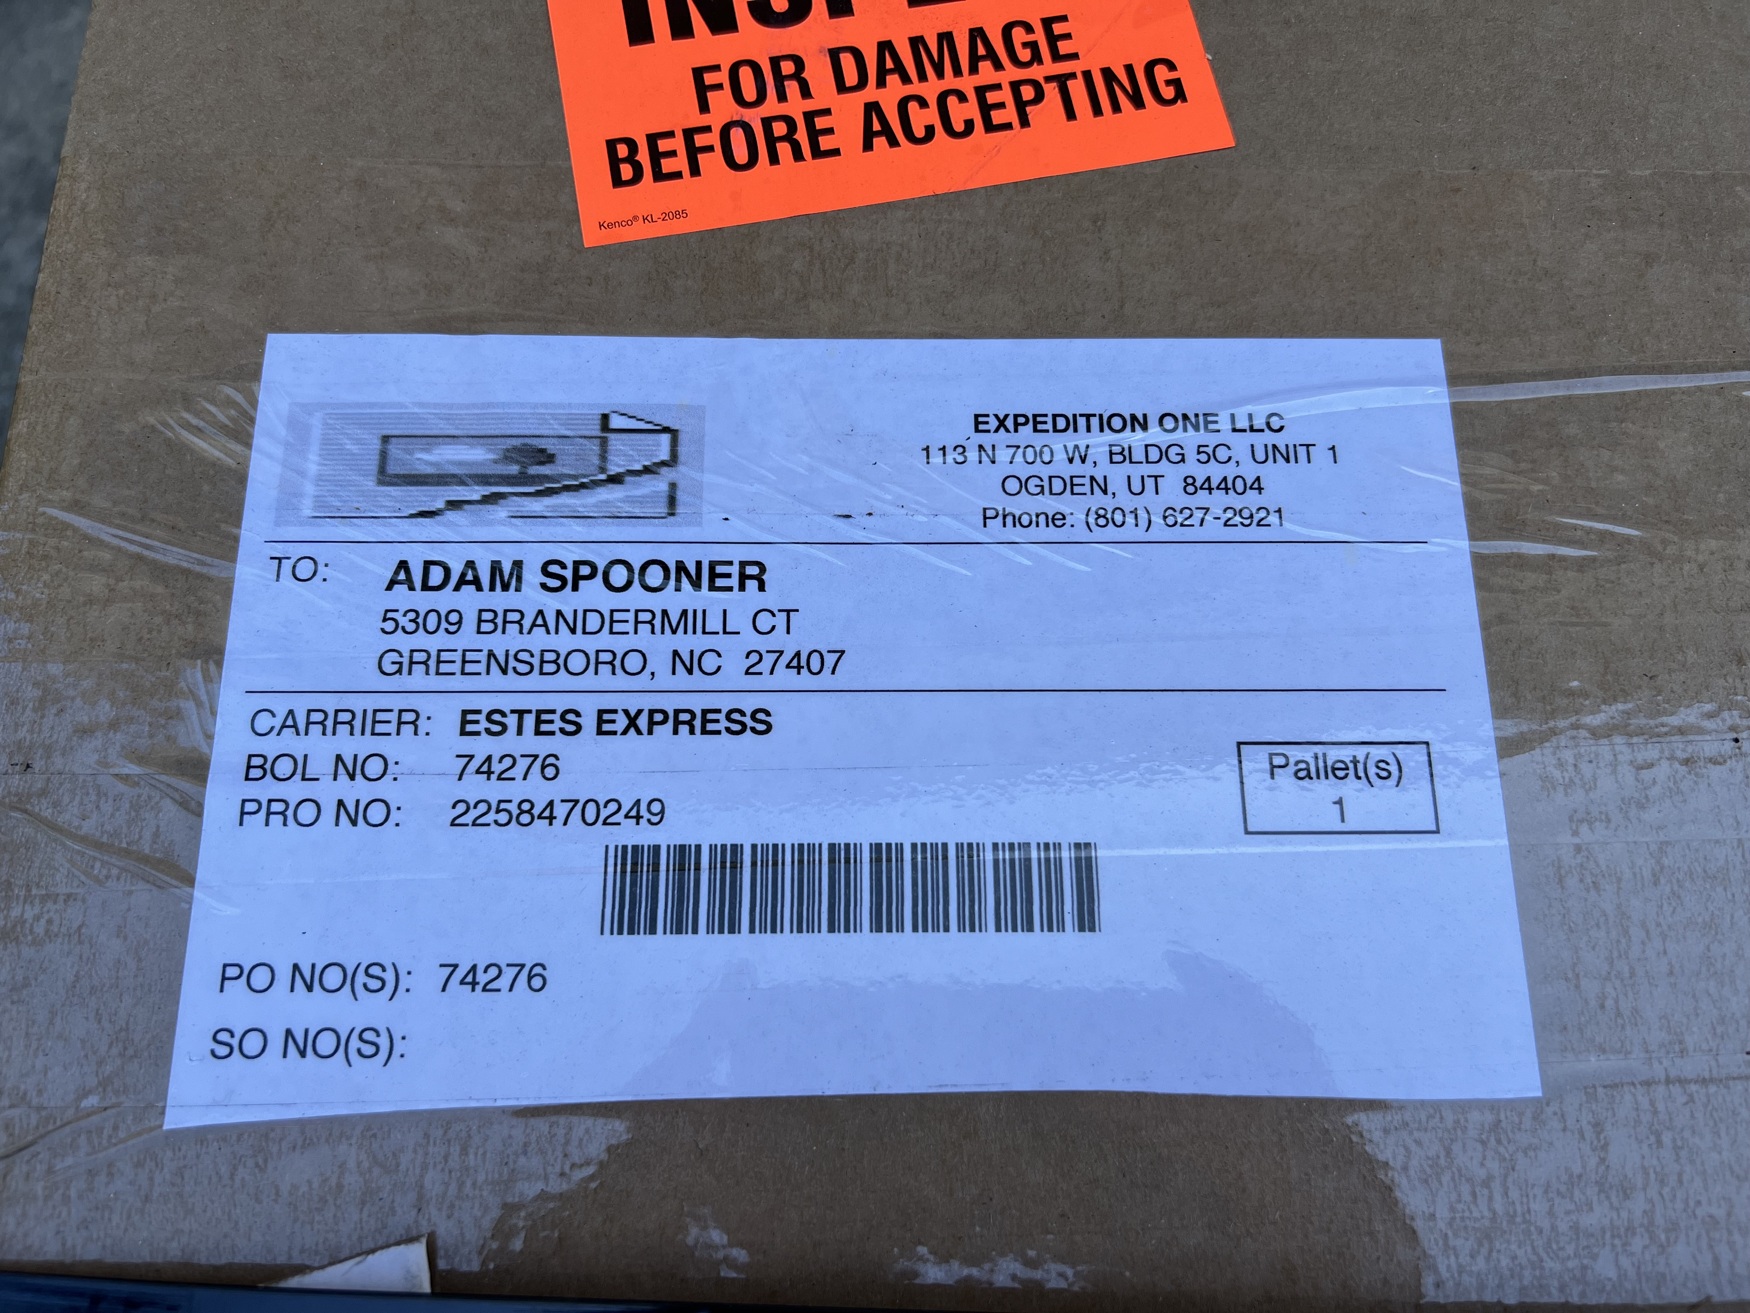 FOR DAMAGE
BEFORE ACCEPTING
Kenco® KL-2085
EXPEDITION ONE LLC
113 N 700 W, BLDG 5C, UNIT 1
OGDEN, UT 84404
Phone: (801) 627-2921
TO: ADAM SPOONER
5309 BRANDERMILL CT
GREENSBORO, NC 27407
CARRIER: ESTES EXPRESS
BOL NO: 74276
PRO NO: 2258470249
Pallet(s)
1
PO NO(S): 74276
SO NO(S):